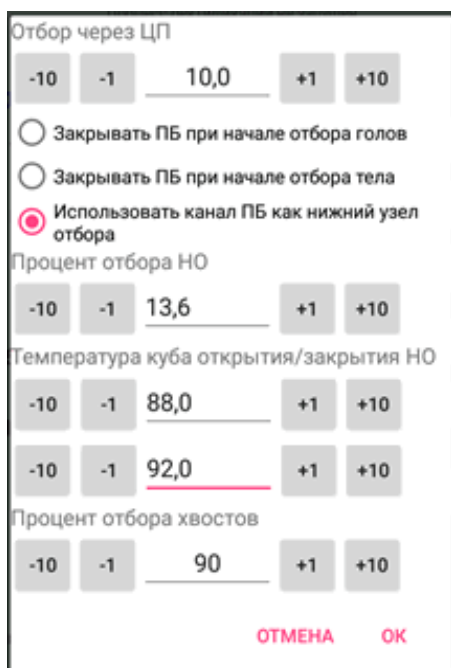 Отбор через ЦП
-10 -1 10,0 +1 +10
Закрывать ПБ при начале отбора голов
Закрывать ПБ при начале отбора тела
Использовать канал ПБ как нижний узел
отбора
Процент отбора НО
-10 -1 13,6 +1 +10
Температура куба открытия/закрытия НО
-10 -1 88,0 +1 +10
-10 -1 92,0 +1 +10
Процент отбора хвостов
-10 -1 90 +1 +10
ОТМЕНА ОК